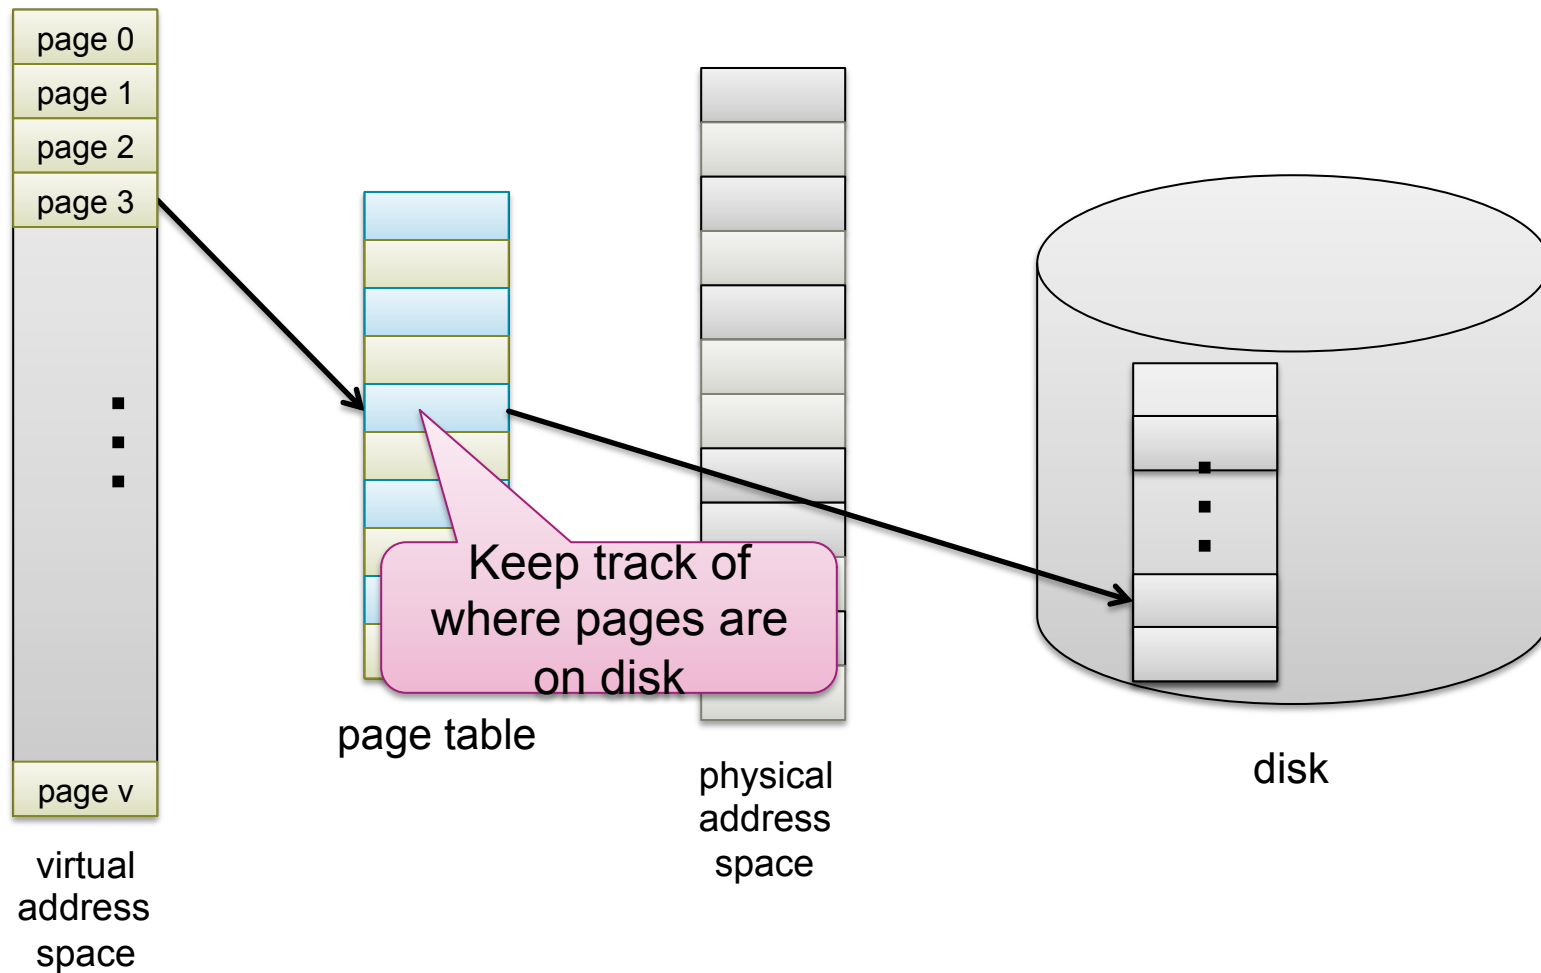 page 0
page 1
page 2
page 3
page v
virtual
address
space
page table
Keep track of
where pages are
on disk
physical
address
space
disk